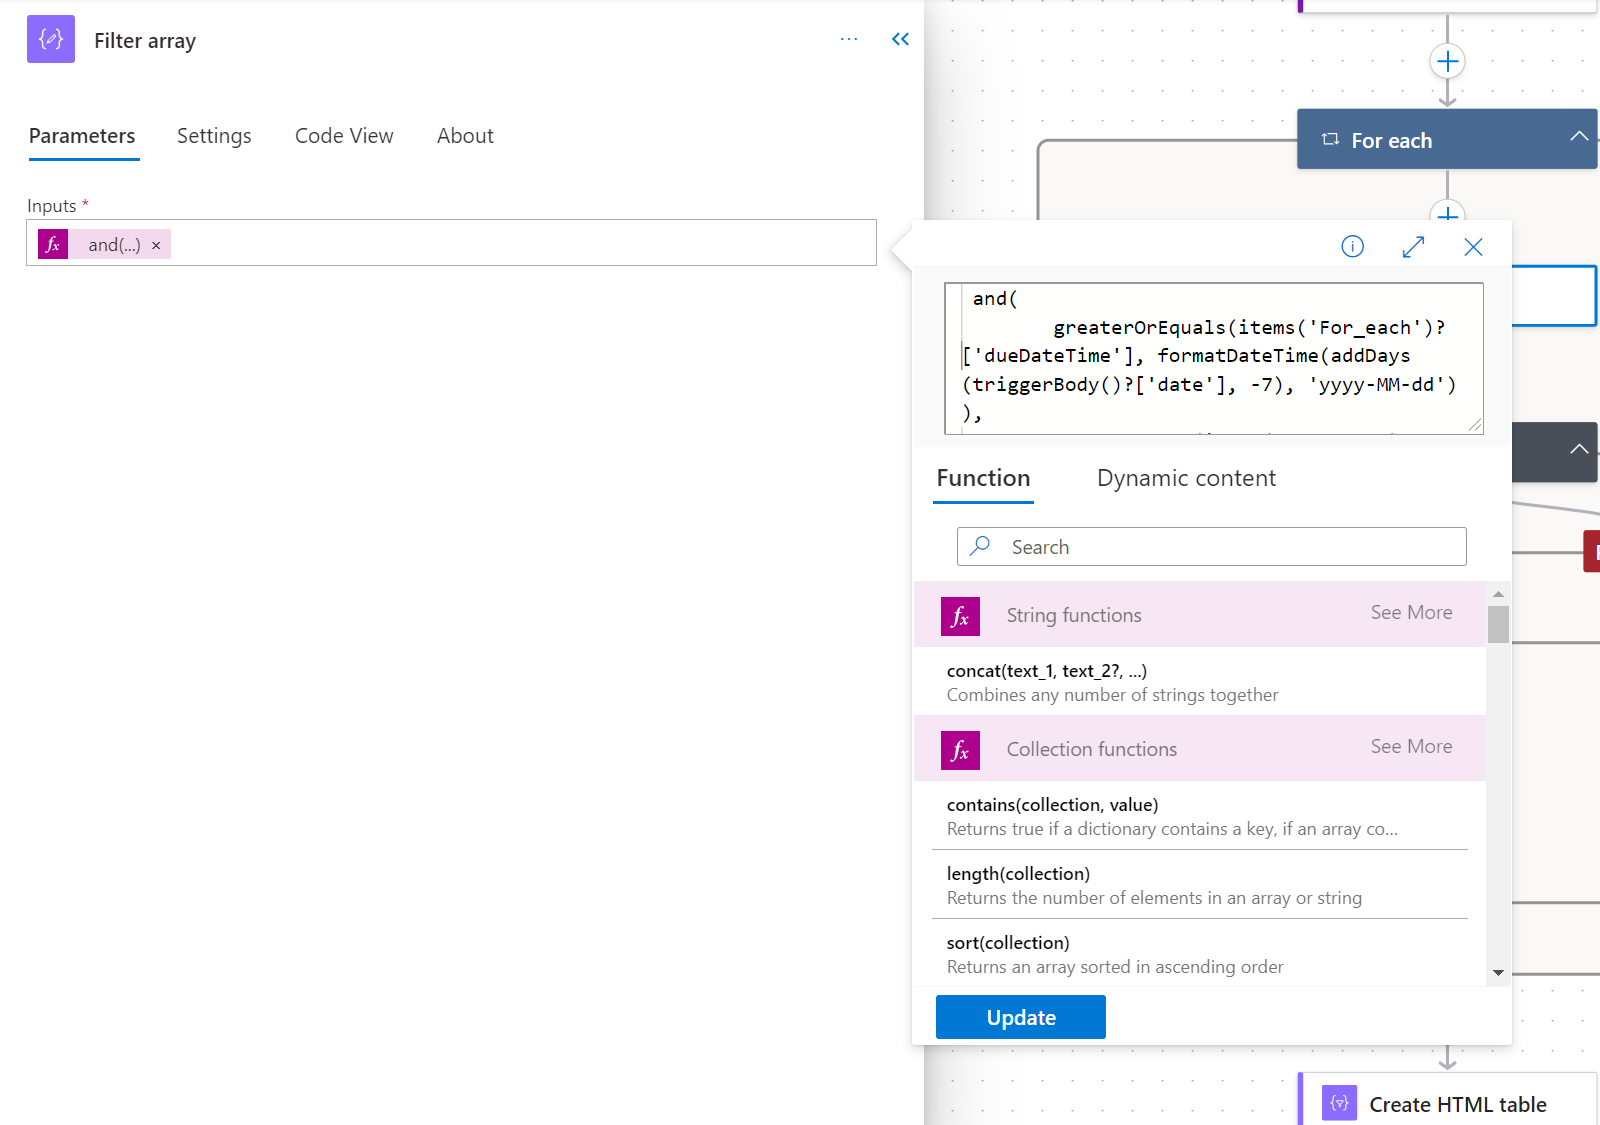 Filter array
Parameters Settings Code View About
Inputs *
fx and(...) ×
For each
and(
greaterOrEquals(items('For_each')?
['dueDateTime'], formatDateTime(addDays
(triggerBody()?['date'], -7), 'yyyy-MM-dd')
),
Function Dynamic content
Search
fx String functions See More
concat(text_1, text_2?, ...)
Combines any number of strings together
fx Collection functions See More
contains(collection, value)
Returns true if a dictionary contains a key, if an array co...
length(collection)
Returns the number of elements in an array or string
sort(collection)
Returns an array sorted in ascending order
Update
Create HTML table